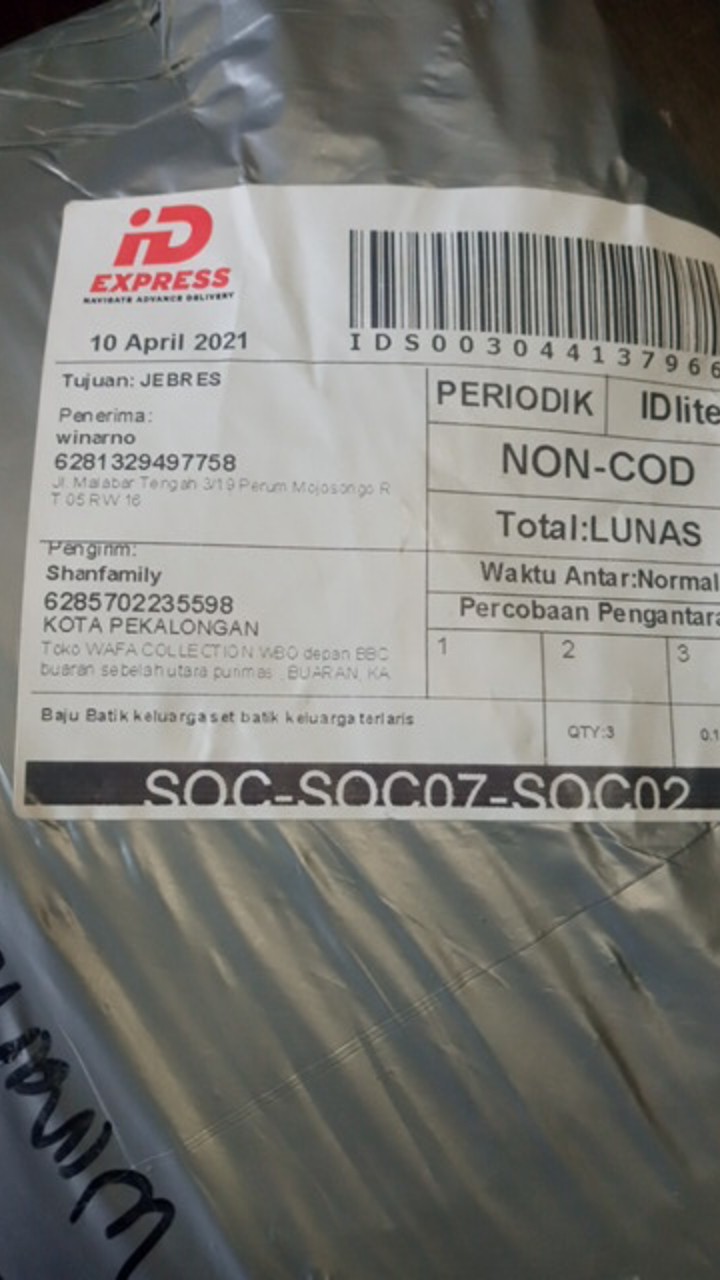 iD
EXPRESS
NAVIGATE ADVANCE DELIVERY
10 April 2021
IDS003044137966
Tujuan: JEBRES
Penerima:
winarno
6281329497758
Jl. Malabar Tengah 3/19 Perum Mojosongo R
T 05 RW 16
PERIODIK
IDlite
NON-COD
Total:LUNAS
Pengirim:
Shanfamily
6285702235598
KOTA PEKALONGAN
Toko WAFA COLLECTION WBO depan BBC
buaran sebelah utara purimas , BUARAN, KA
Waktu Antar:Normal
Percobaan Pengantara
1
2
3
Baju Batik keluarga set batik keluarga terlaris
QTY:3
0.1
SOC-SOC07-SOC02